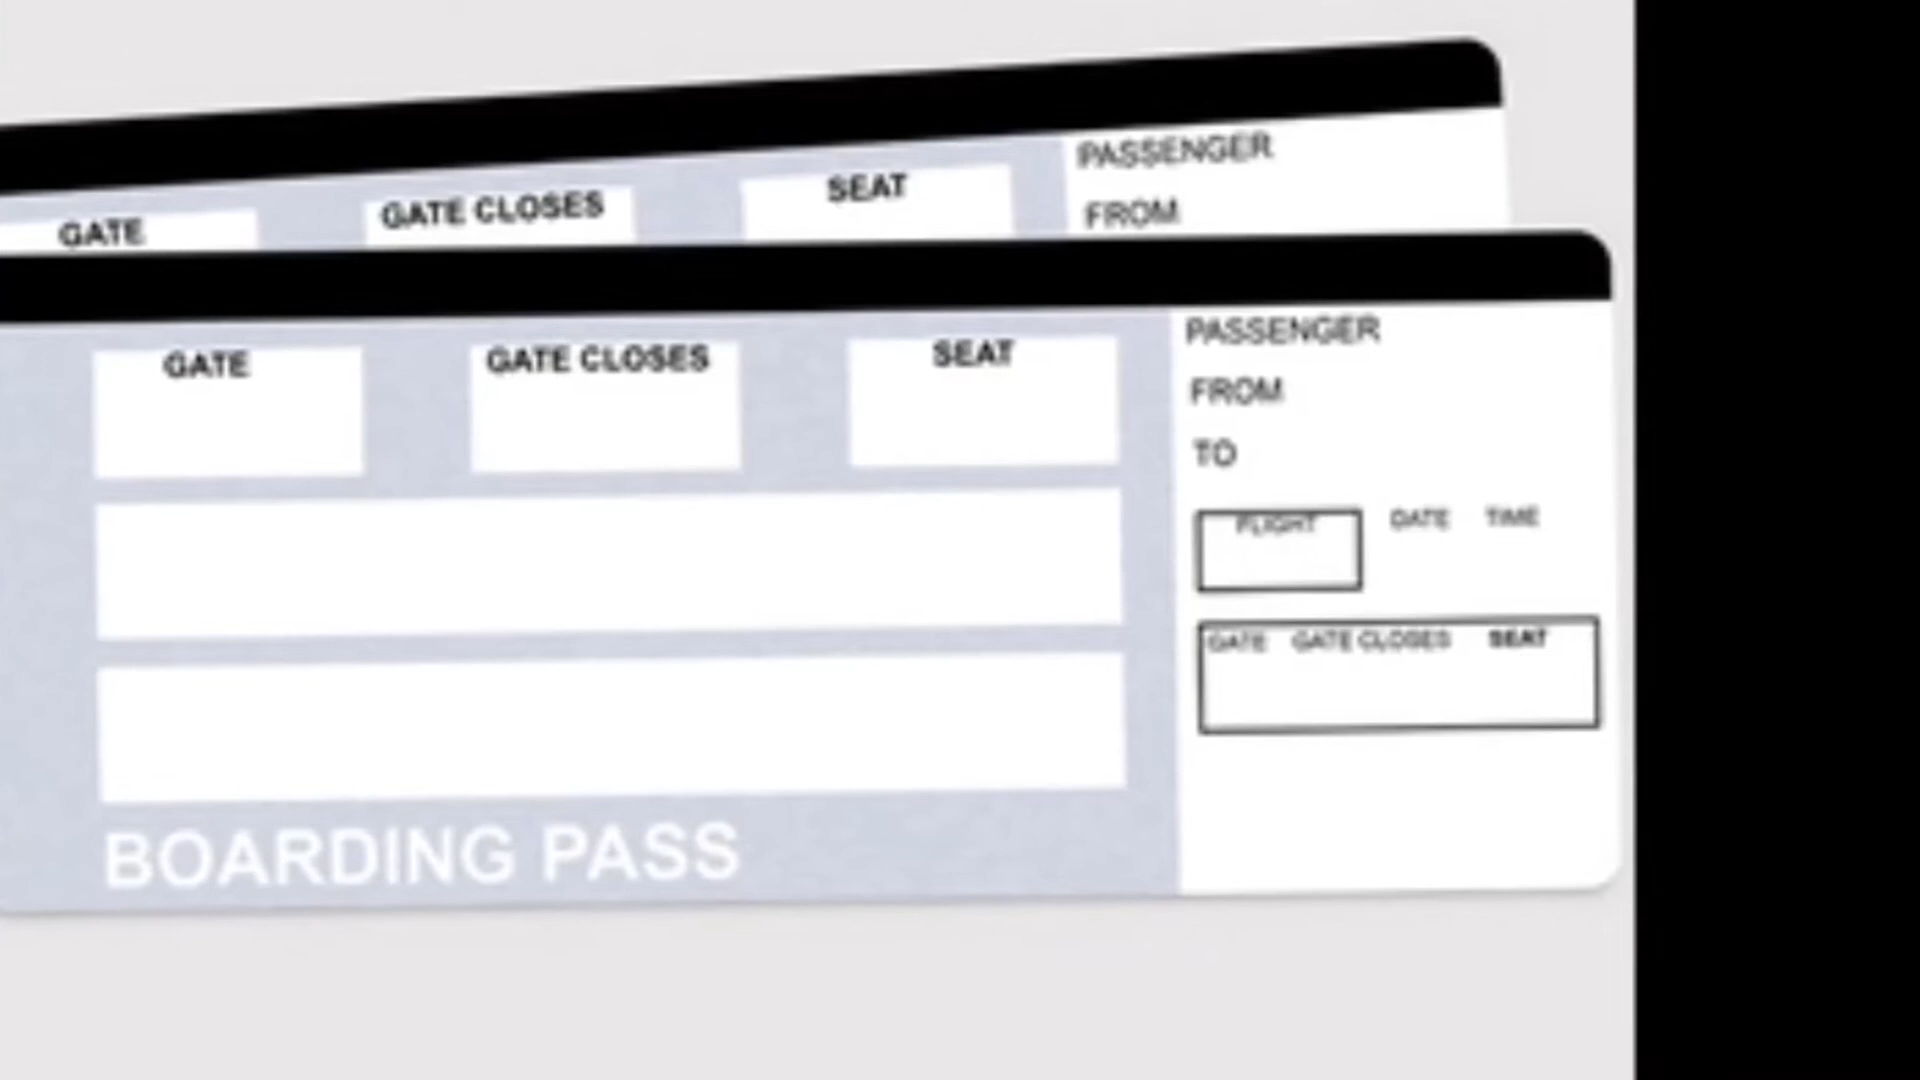 PASSENGER
GATE GATE CLOSES SEAT
FROM
GATE GATE CLOSES SEAT
PASSENGER
FROM
TO
FLIGHT DATE TIME
GATE GATE CLOSES SEAT
BOARDING PASS